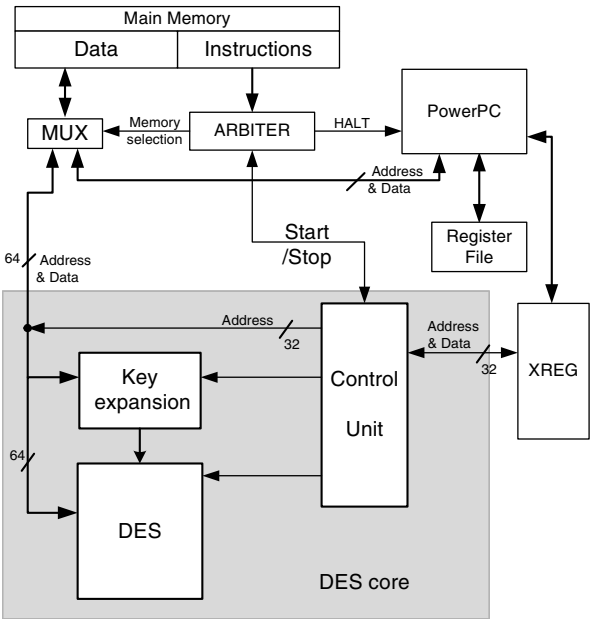 Main Memory
Data
Instructions
MUX
Memory
selection
ARBITER
HALT
PowerPC
Address
& Data
Start
/Stop
Register
File
64
Address
& Data
Address
32
Address
& Data
32
XREG
Key
expansion
Control
Unit
64
DES
DES core